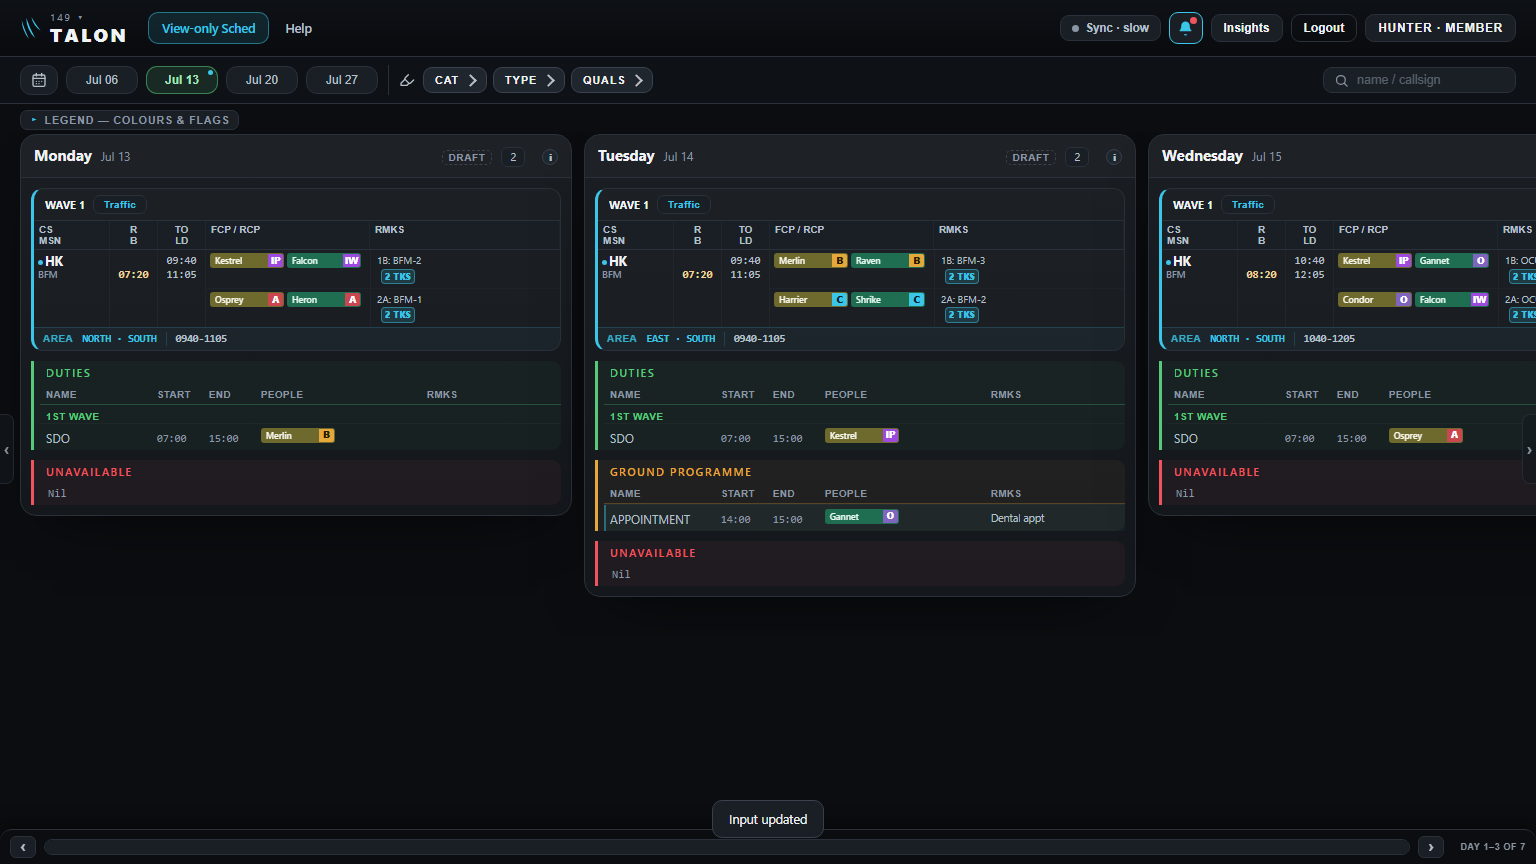 149 ▾
TALON
View-only Sched
Help
Sync · slow
Insights
Logout
HUNTER · MEMBER
Jul 06
Jul 13
Jul 20
Jul 27
CAT
TYPE
QUALS
name / callsign
LEGEND — COLOURS & FLAGS
Monday Jul 13
DRAFT 2 i
WAVE 1 Traffic
CS R TO FCP / RCP RMKS
MSN B LD
HK 09:40 Kestrel IP Falcon IW 1B: BFM-2
BFM 07:20 11:05 2 TKS
Osprey A Heron A 2A: BFM-1
2 TKS
AREA NORTH · SOUTH 0940-1105
DUTIES
NAME START END PEOPLE RMKS
1ST WAVE
SDO 07:00 15:00 Merlin B
UNAVAILABLE
Nil
Tuesday Jul 14
DRAFT 2 i
WAVE 1 Traffic
CS R TO FCP / RCP RMKS
MSN B LD
HK 09:40 Merlin B Raven B 1B: BFM-3
BFM 07:20 11:05 2 TKS
Harrier C Shrike C 2A: BFM-2
2 TKS
AREA EAST · SOUTH 0940-1105
DUTIES
NAME START END PEOPLE RMKS
1ST WAVE
SDO 07:00 15:00 Kestrel IP
GROUND PROGRAMME
NAME START END PEOPLE RMKS
APPOINTMENT 14:00 15:00 Gannet O Dental appt
UNAVAILABLE
Nil
Wednesday Jul 15
WAVE 1 Traffic
CS R TO FCP / RCP RMKS
MSN B LD
HK 10:40 Kestrel IP Gannet O 1B: OCU
BFM 08:20 12:05 2 TKS
Condor O Falcon IW 2A: OCU
2 TKS
AREA NORTH · SOUTH 1040-1205
DUTIES
NAME START END PEOPLE
1ST WAVE
SDO 07:00 15:00 Osprey A
UNAVAILABLE
Nil
Input updated
DAY 1–3 OF 7